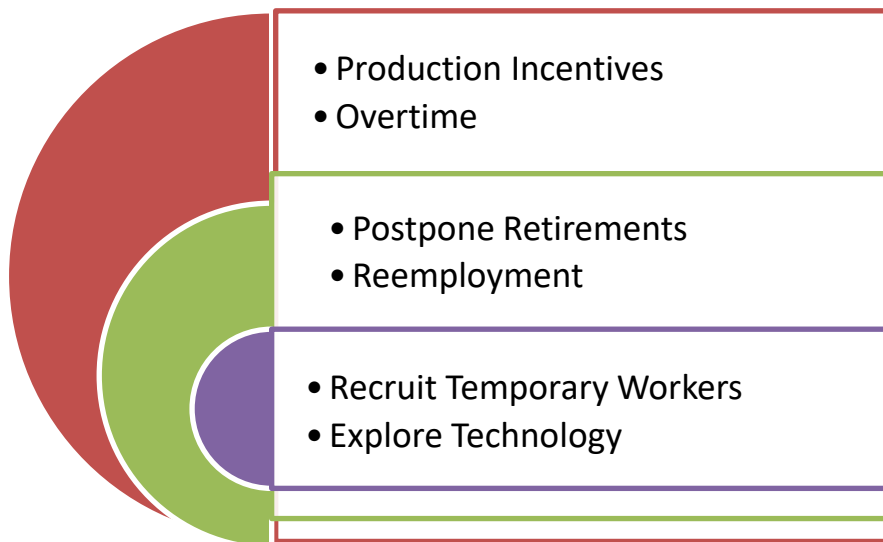 • Production Incentives
• Overtime
• Postpone Retirements
• Reemployment
• Recruit Temporary Workers
• Explore Technology